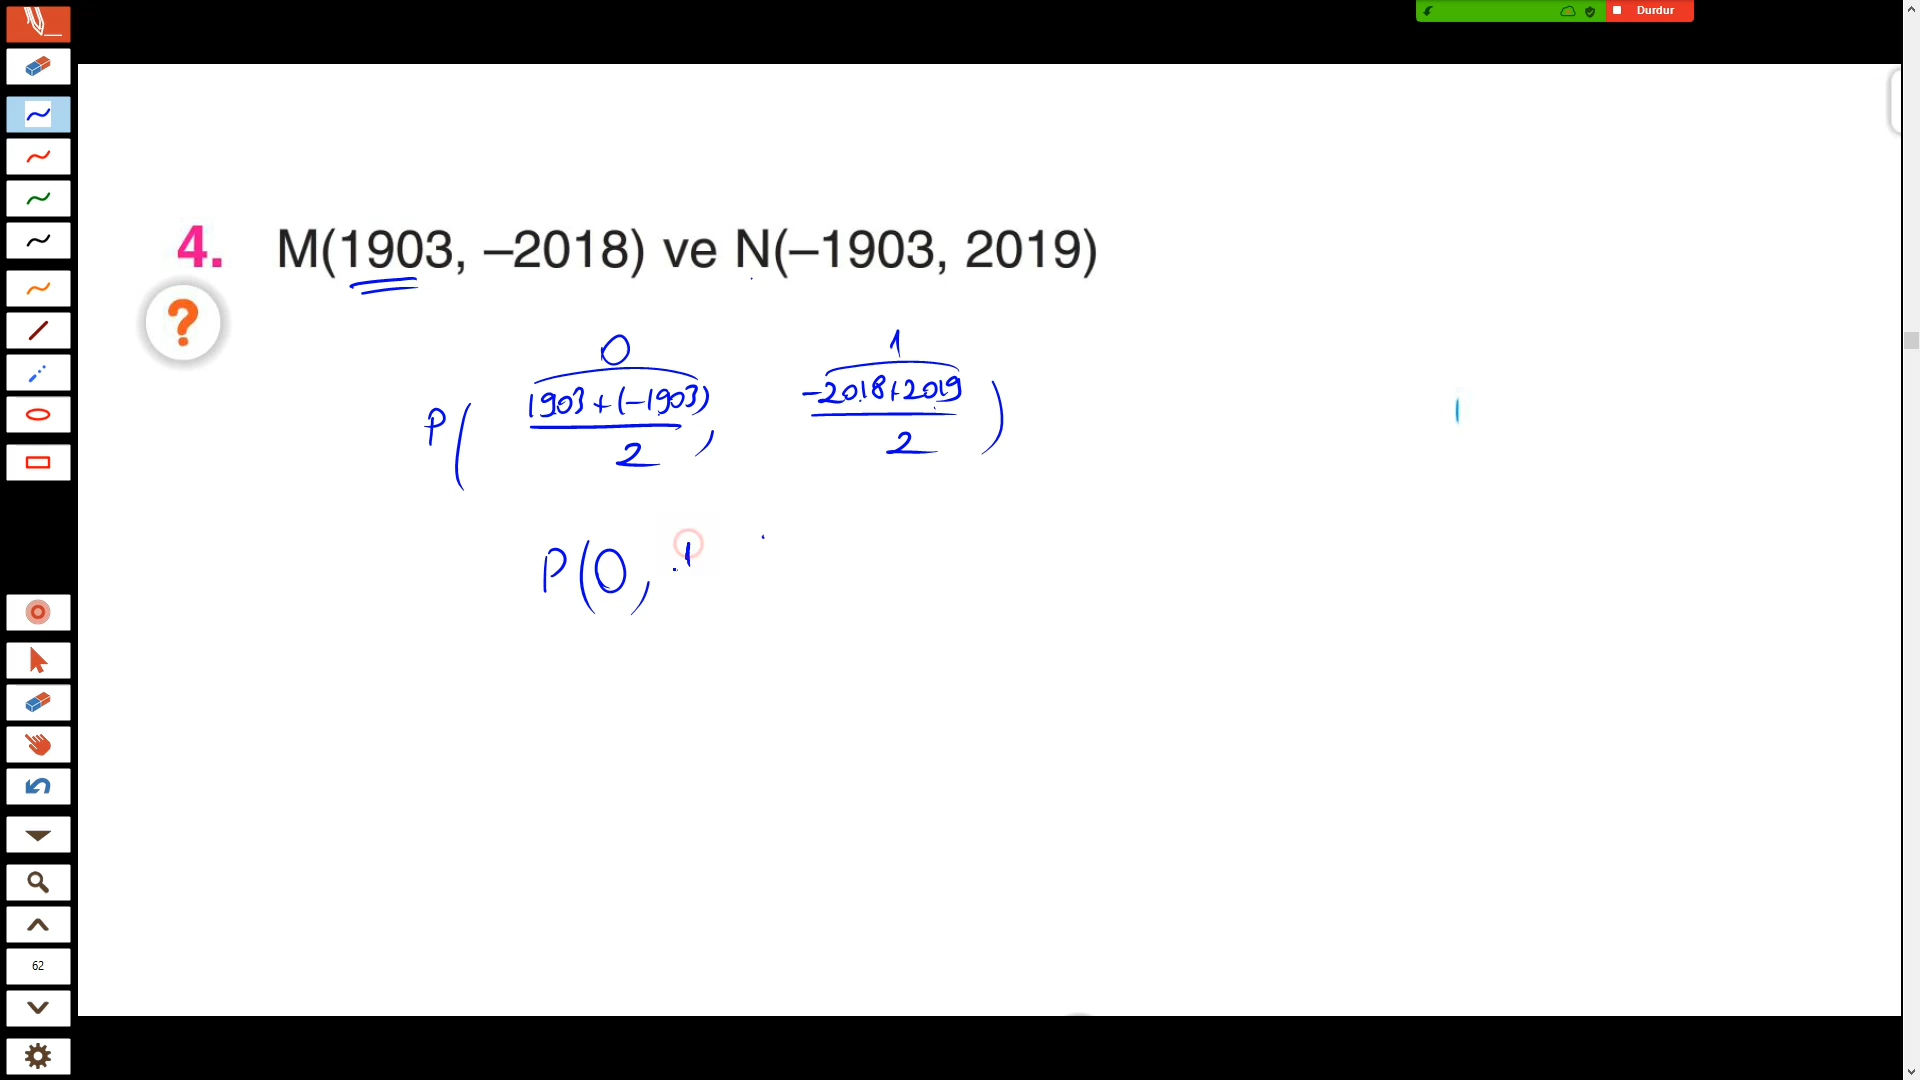 Durdur
4. M(1903, –2018) ve N(–1903, 2019)
?
0 1
P( 1903+(-1903)/2, -2018+2019/2 )
P(0, 1
62